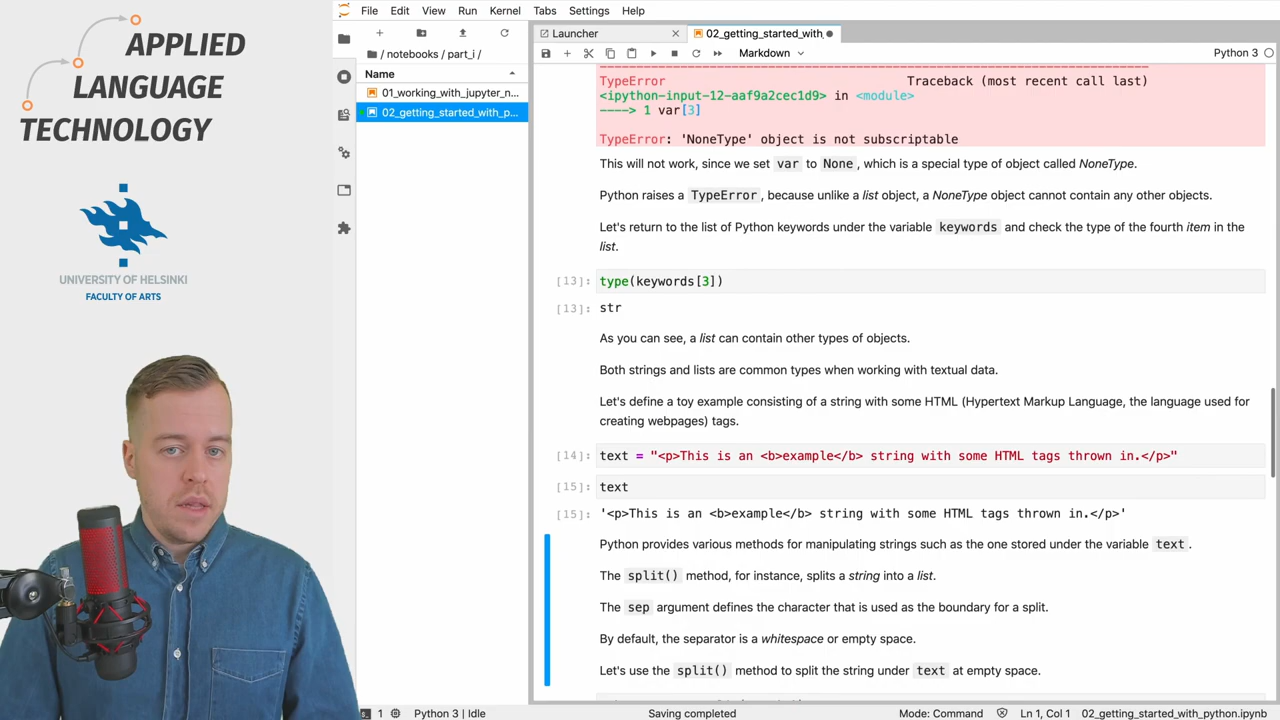 APPLIED
LANGUAGE
TECHNOLOGY
UNIVERSITY OF HELSINKI
FACULTY OF ARTS
File Edit View Run Kernel Tabs Settings Help
/ notebooks / part_i /
Name
01_working_with_jupyter_n...
02_getting_started_with_p...
Launcher
02_getting_started_with_
Markdown
Python 3
TypeError Traceback (most recent call last)
<ipython-input-12-aaf9a2cec1d9> in <module>
----> 1 var[3]
TypeError: 'NoneType' object is not subscriptable
This will not work, since we set var to None, which is a special type of object called NoneType.
Python raises a TypeError, because unlike a list object, a NoneType object cannot contain any other objects.
Let's return to the list of Python keywords under the variable keywords and check the type of the fourth item in the
list.
[13]: type(keywords[3])
[13]: str
As you can see, a list can contain other types of objects.
Both strings and lists are common types when working with textual data.
Let's define a toy example consisting of a string with some HTML (Hypertext Markup Language, the language used for
creating webpages) tags.
[14]: text = "<p>This is an <b>example</b> string with some HTML tags thrown in.</p>"
[15]: text
[15]: '<p>This is an <b>example</b> string with some HTML tags thrown in.</p>'
Python provides various methods for manipulating strings such as the one stored under the variable text.
The split() method, for instance, splits a string into a list.
The sep argument defines the character that is used as the boundary for a split.
By default, the separator is a whitespace or empty space.
Let's use the split() method to split the string under text at empty space.
1 Python 3 | Idle Saving completed Mode: Command Ln 1, Col 1 02_getting_started_with_python.ipynb